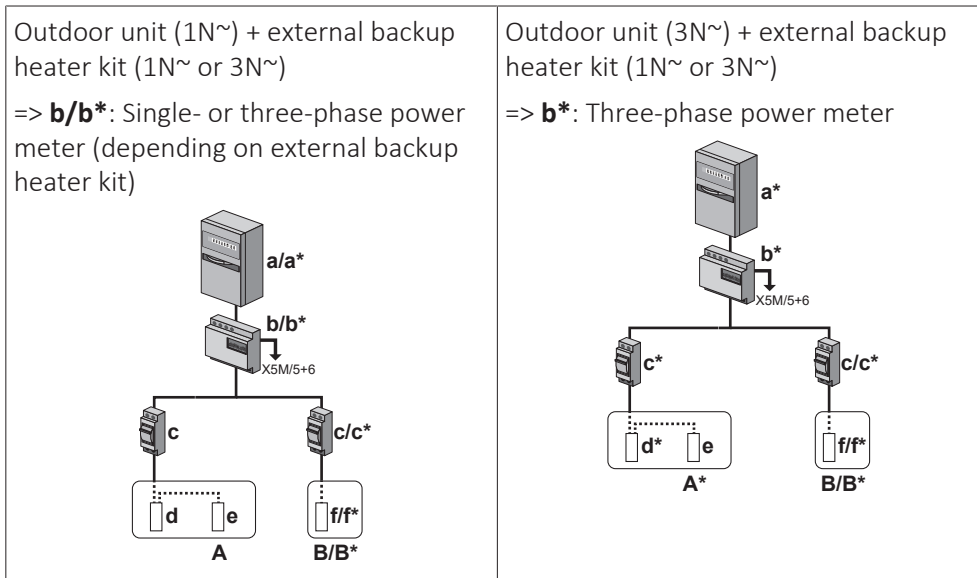 Outdoor unit (1N~) + external backup
heater kit (1N~ or 3N~)
=> b/b*: Single- or three-phase power
meter (depending on external backup
heater kit)
a/a*
b/b*
X5M/5+6
c
c/c*
d
e
f/f*
A
B/B*
Outdoor unit (3N~) + external backup
heater kit (1N~ or 3N~)
=> b*: Three-phase power meter
a*
b*
X5M/5+6
c*
c/c*
d*
e
f/f*
A*
B/B*